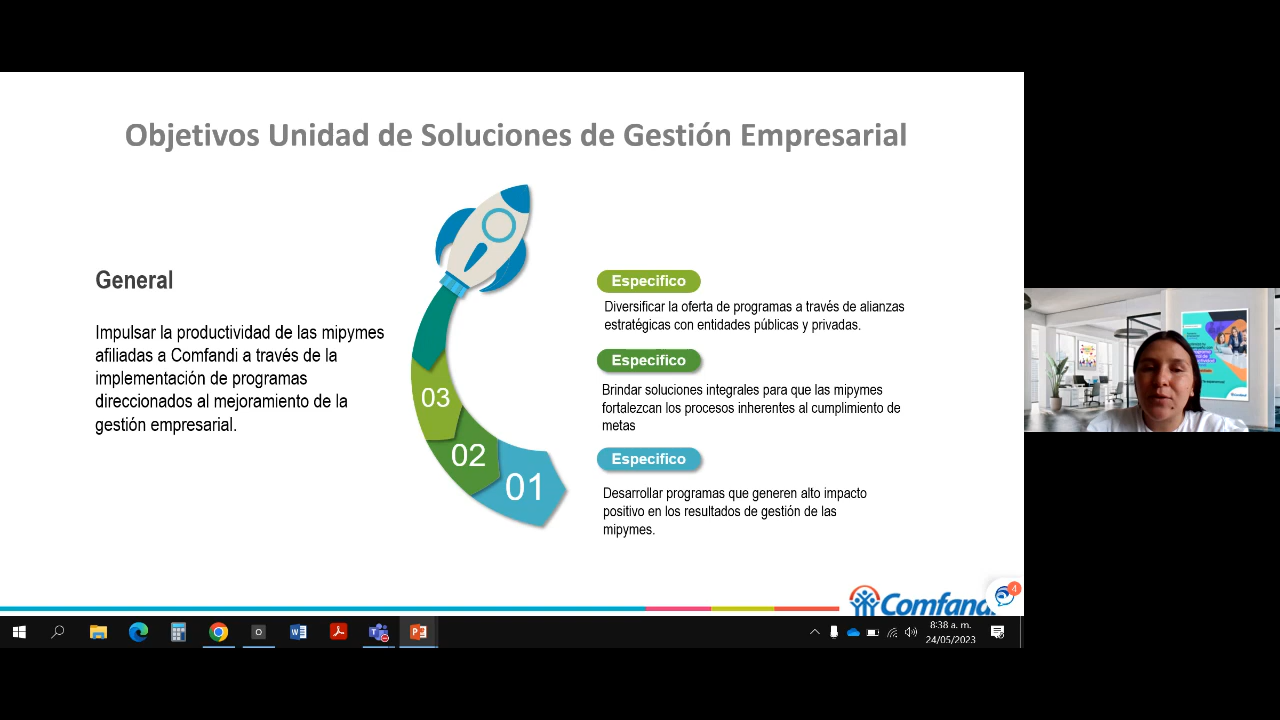 Objetivos Unidad de Soluciones de Gestión Empresarial
General
Impulsar la productividad de las mipymes
afiliadas a Comfandi a través de la
implementación de programas
direccionados al mejoramiento de la
gestión empresarial.
03
02
01
Especifico
Diversificar la oferta de programas a través de alianzas
estratégicas con entidades públicas y privadas.
Especifico
Brindar soluciones integrales para que las mipymes
fortalezcan los procesos inherentes al cumplimiento de
metas
Especifico
Desarrollar programas que generen alto impacto
positivo en los resultados de gestión de las
mipymes.
Comfand
4
8:38 a. m.
24/05/2023